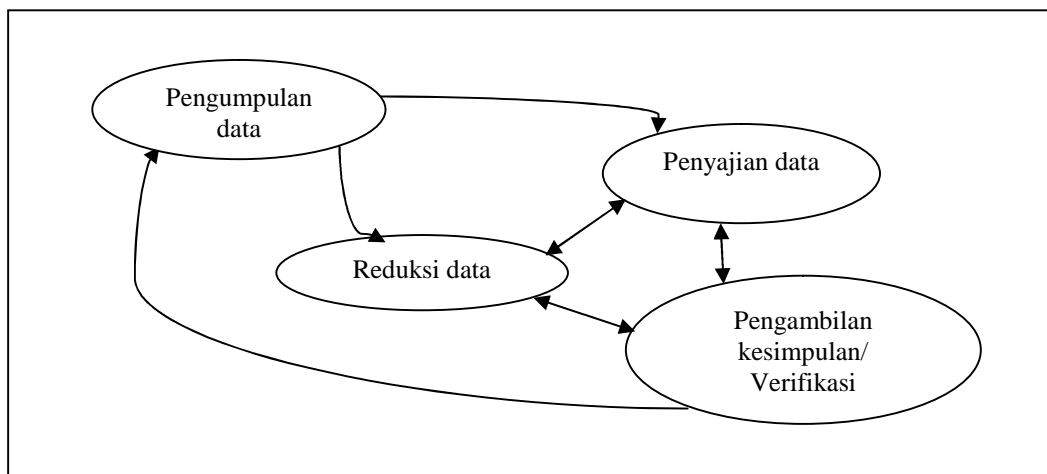 Pengumpulan
data
Penyajian data
Reduksi data
Pengambilan
kesimpulan/
Verifikasi